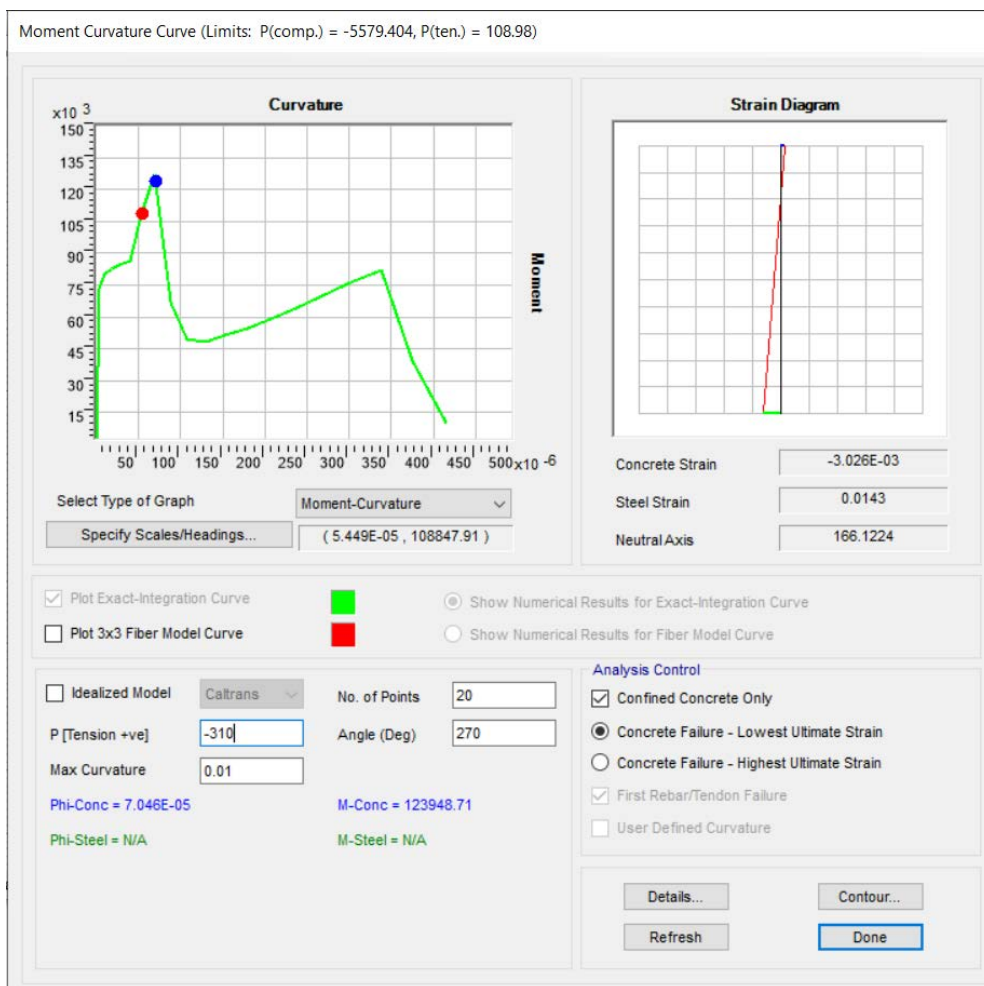 Moment Curvature Curve (Limits: P(comp.) = -5579.404, P(ten.) = 108.98)
Curvature
x10 3
150
135
120
105
90
75
60
45
30
15
50 100 150 200 250 300 350 400 450 500 x10 -6
Moment
Select Type of Graph Moment-Curvature
Specify Scales/Headings... ( 5.449E-05 , 108847.91 )
Strain Diagram
Concrete Strain -3.026E-03
Steel Strain 0.0143
Neutral Axis 166.1224
Plot Exact-Integration Curve Show Numerical Results for Exact-Integration Curve
Plot 3x3 Fiber Model Curve Show Numerical Results for Fiber Model Curve
Idealized Model Caltrans No. of Points 20
P [Tension +ve] -310 Angle (Deg) 270
Max Curvature 0.01
Phi-Conc = 7.046E-05 M-Conc = 123948.71
Phi-Steel = N/A M-Steel = N/A
Analysis Control
Confined Concrete Only
Concrete Failure - Lowest Ultimate Strain
Concrete Failure - Highest Ultimate Strain
First Rebar/Tendon Failure
User Defined Curvature
Details... Contour...
Refresh Done